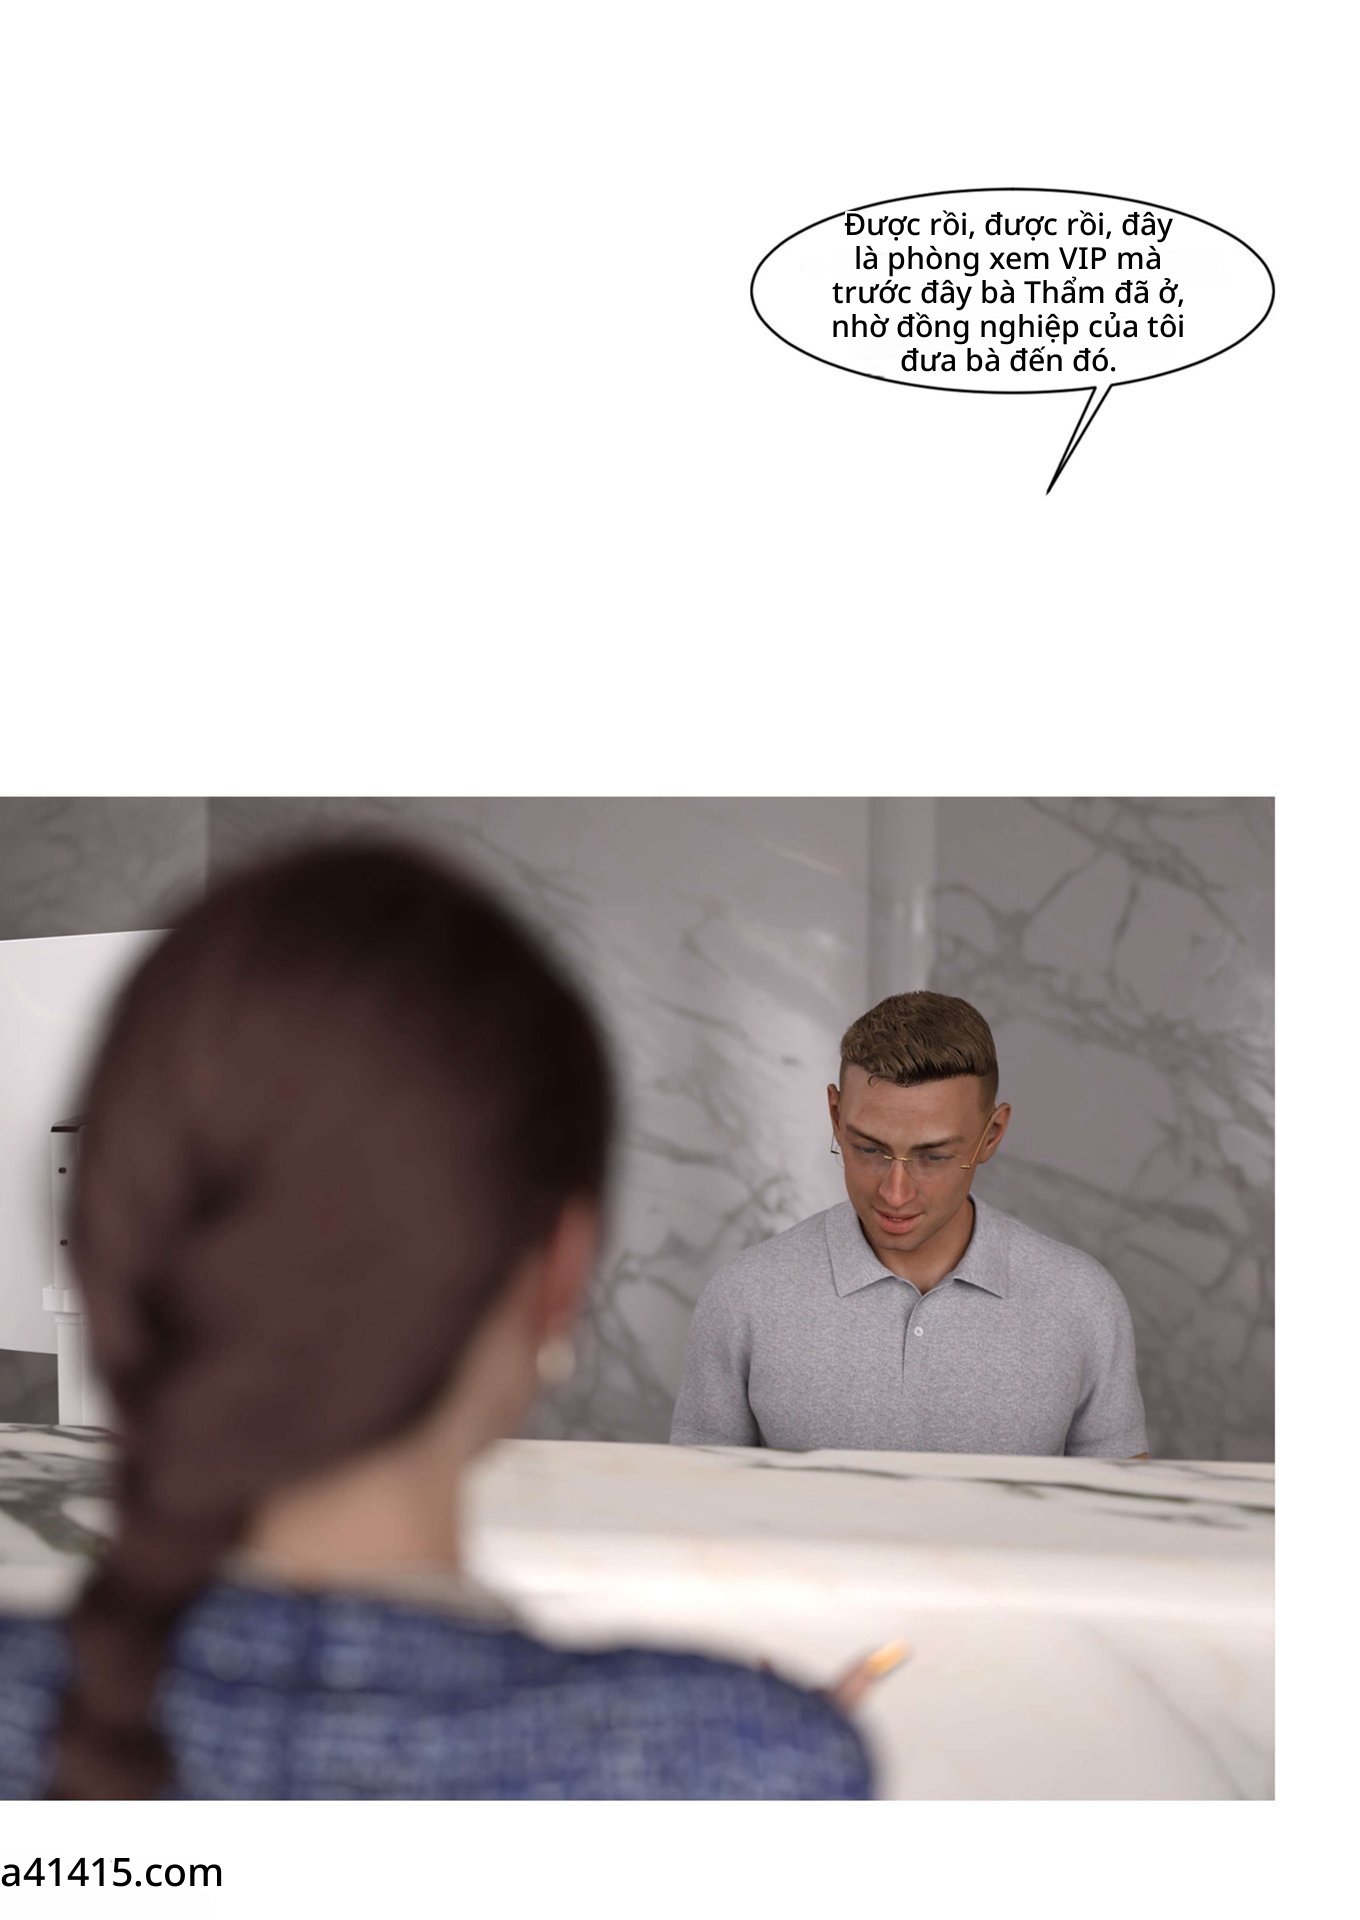 Được rồi, được rồi, đây
là phòng xem VIP mà
trước đây bà Thẩm đã ở,
nhờ đồng nghiệp của tôi
đưa bà đến đó.
a41415.com